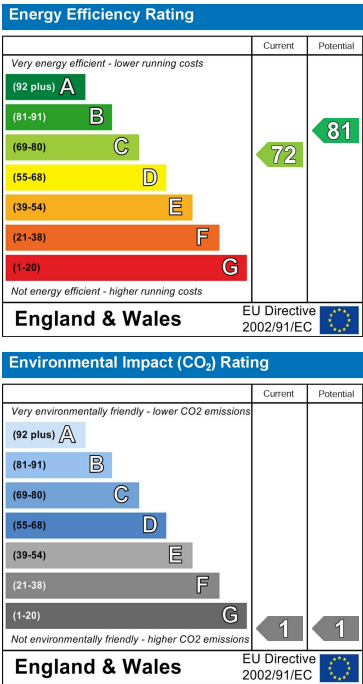 Energy Efficiency Rating
Current Potential
Very energy efficient - lower running costs
(92 plus) A
(81-91) B
81
(69-80) C
72
(55-68) D
(39-54) E
(21-38) F
(1-20) G
Not energy efficient - higher running costs
England & Wales
EU Directive
2002/91/EC
Environmental Impact (CO₂) Rating
Current Potential
Very environmentally friendly - lower CO2 emissions
(92 plus) A
(81-91) B
(69-80) C
(55-68) D
(39-54) E
(21-38) F
(1-20) G
1 1
Not environmentally friendly - higher CO2 emissions
England & Wales
EU Directive
2002/91/EC